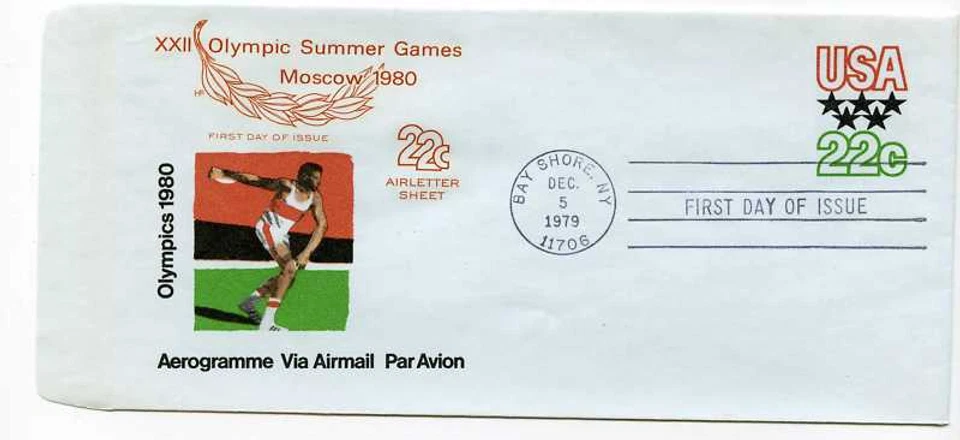 XXII Olympic Summer Games
Moscow 1980
HF
FIRST DAY OF ISSUE
22c
AIRLETTER
SHEET
Olympics 1980
Aerogramme Via Airmail Par Avion
BAY SHORE, NY
DEC.
5
1979
11706
FIRST DAY OF ISSUE
USA
22c